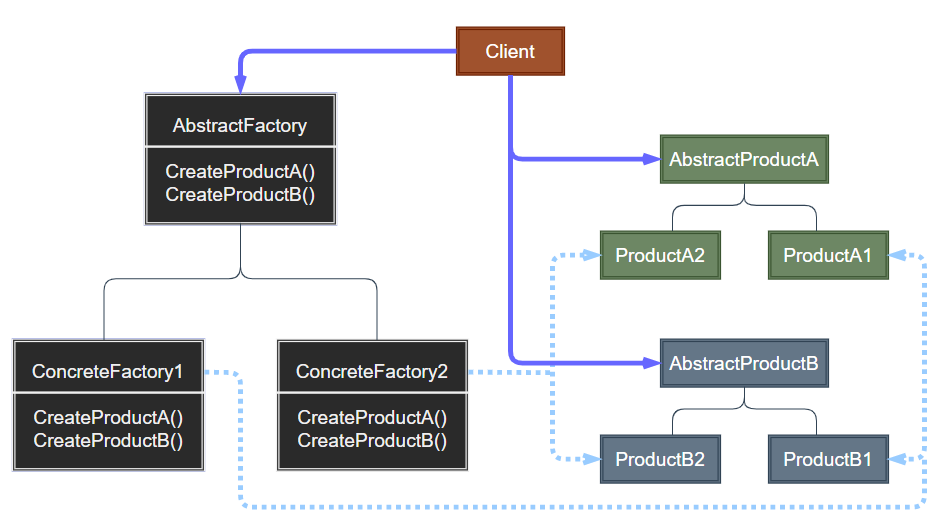 Client
AbstractFactory
CreateProductA()
CreateProductB()
AbstractProductA
ProductA2
ProductA1
ConcreteFactory1
CreateProductA()
CreateProductB()
ConcreteFactory2
CreateProductA()
CreateProductB()
AbstractProductB
ProductB2
ProductB1